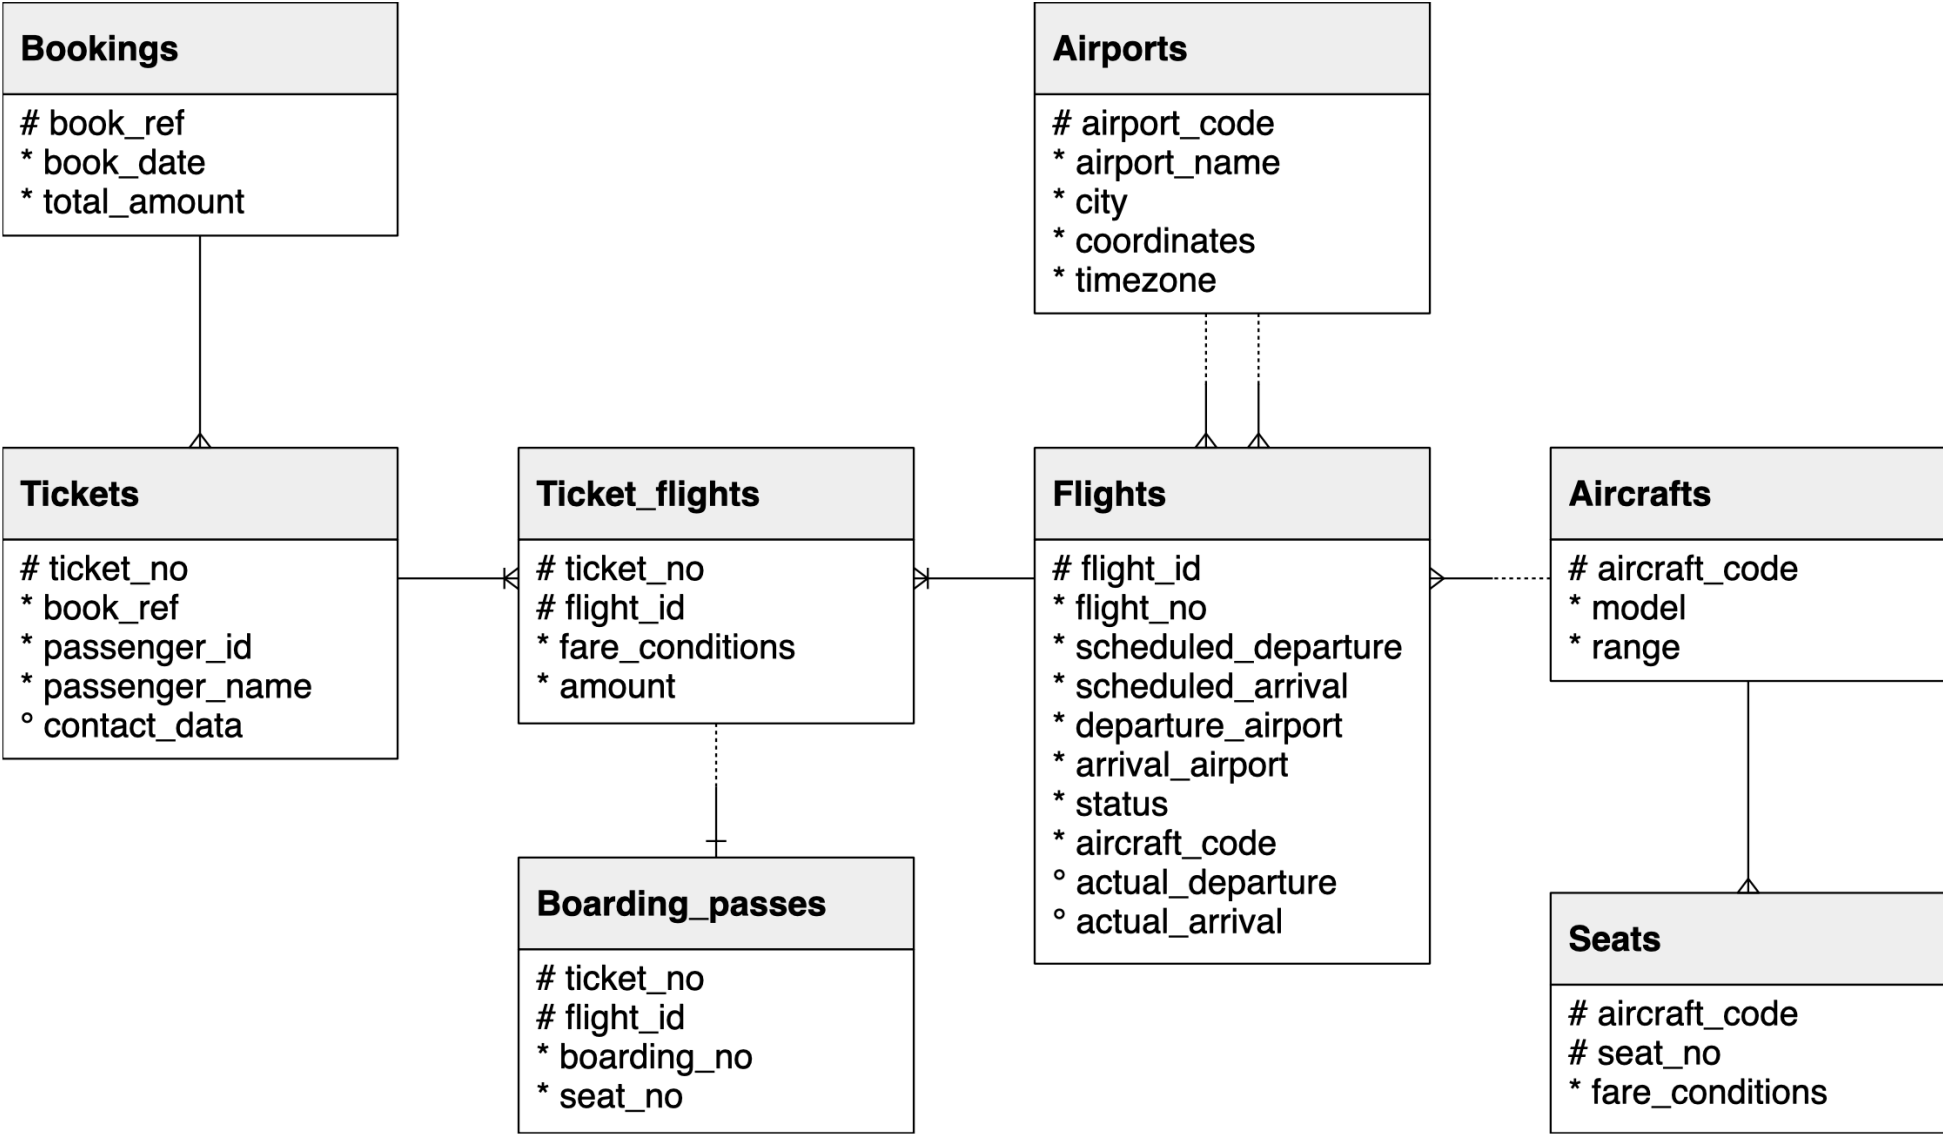 Bookings
# book_ref
* book_date
* total_amount
Airports
# airport_code
* airport_name
* city
* coordinates
* timezone
Tickets
# ticket_no
* book_ref
* passenger_id
* passenger_name
° contact_data
Ticket_flights
# ticket_no
# flight_id
* fare_conditions
* amount
Flights
# flight_id
* flight_no
* scheduled_departure
* scheduled_arrival
* departure_airport
* arrival_airport
* status
* aircraft_code
° actual_departure
° actual_arrival
Aircrafts
# aircraft_code
* model
* range
Boarding_passes
# ticket_no
# flight_id
* boarding_no
* seat_no
Seats
# aircraft_code
# seat_no
* fare_conditions